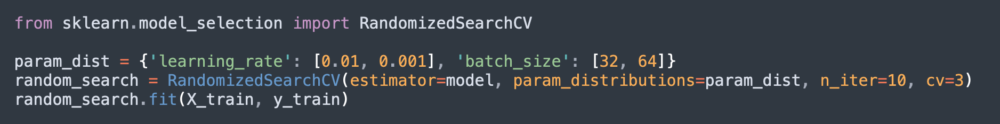 from sklearn.model_selection import RandomizedSearchCV
param_dist = {'learning_rate': [0.01, 0.001], 'batch_size': [32, 64]}
random_search = RandomizedSearchCV(estimator=model, param_distributions=param_dist, n_iter=10, cv=3)
random_search.fit(X_train, y_train)